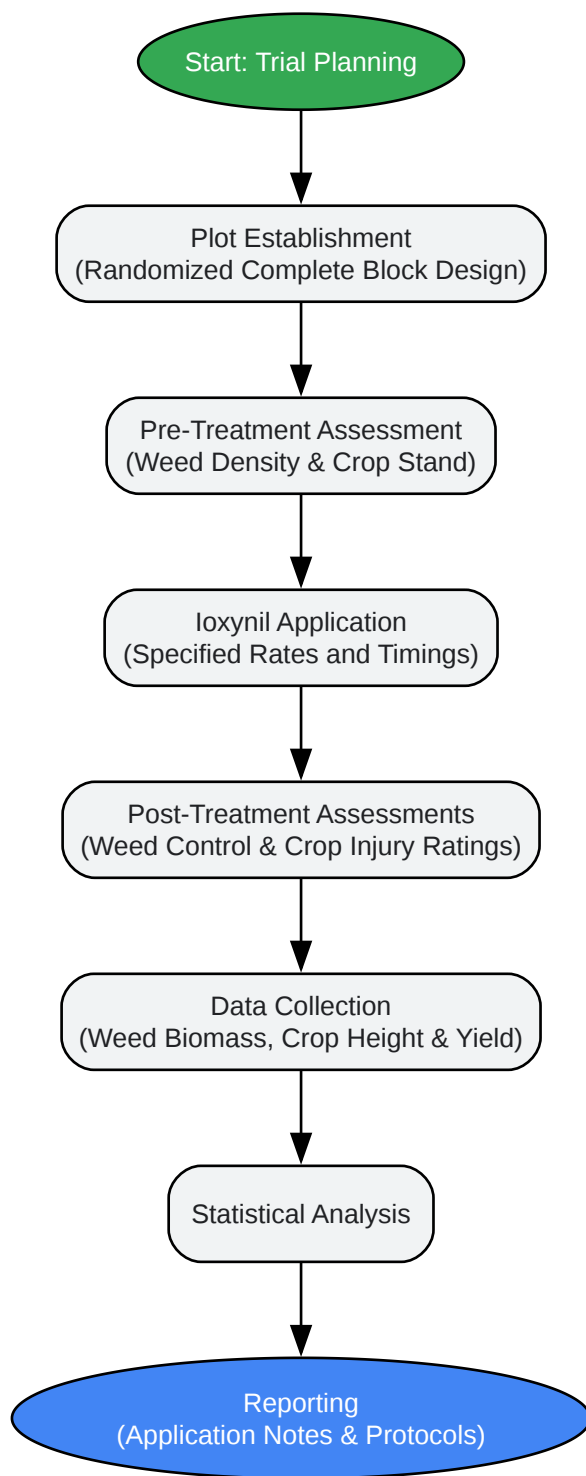 Start: Trial Planning
Plot Establishment
(Randomized Complete Block Design)
Pre-Treatment Assessment
(Weed Density & Crop Stand)
Ioxynil Application
(Specified Rates and Timings)
Post-Treatment Assessments
(Weed Control & Crop Injury Ratings)
Data Collection
(Weed Biomass, Crop Height & Yield)
Statistical Analysis
Reporting
(Application Notes & Protocols)